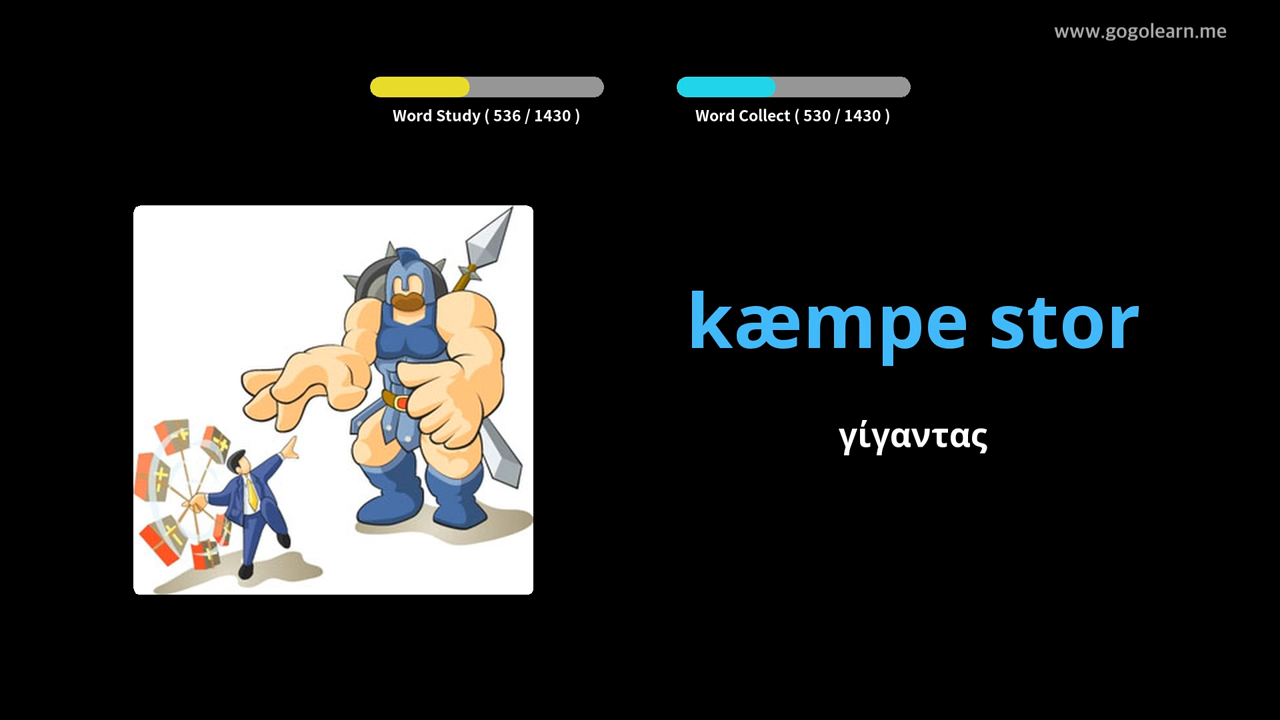 www.gogolearn.me
Word Study ( 536 / 1430 )
Word Collect ( 530 / 1430 )
kæmpe stor
γίγαντας